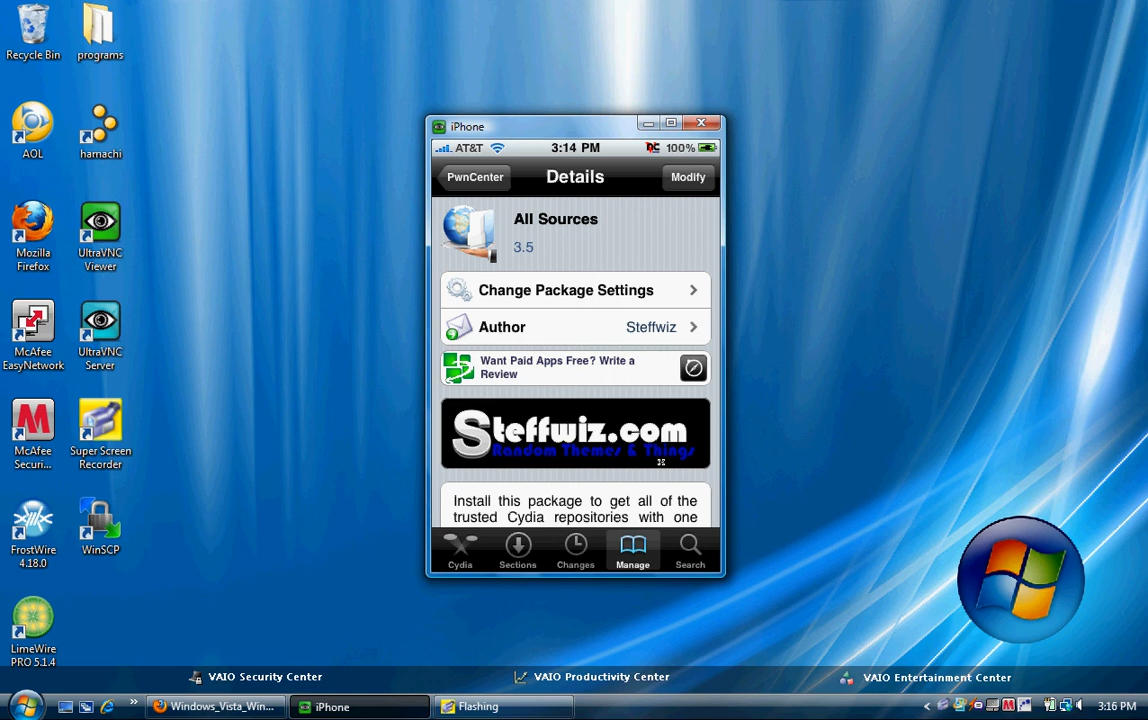 Recycle Bin
programs
AOL
hamachi
Mozilla
Firefox
UltraVNC
Viewer
McAfee
EasyNetwork
UltraVNC
Server
McAfee
Securi...
Super Screen
Recorder
FrostWire
4.18.0
WinSCP
LimeWire
PRO 5.1.4
iPhone
AT&T
3:14 PM
100%
PwnCenter
Details
Modify
All Sources
3.5
Change Package Settings
Author
Steffwiz
Want Paid Apps Free? Write a
Review
Steffwiz.com
Random Themes & Things
Install this package to get all of the
trusted Cydia repositories with one
Cydia
Sections
Changes
Manage
Search
VAIO Security Center
VAIO Productivity Center
VAIO Entertainment Center
Windows_Vista_Win...
iPhone
Flashing
3:16 PM